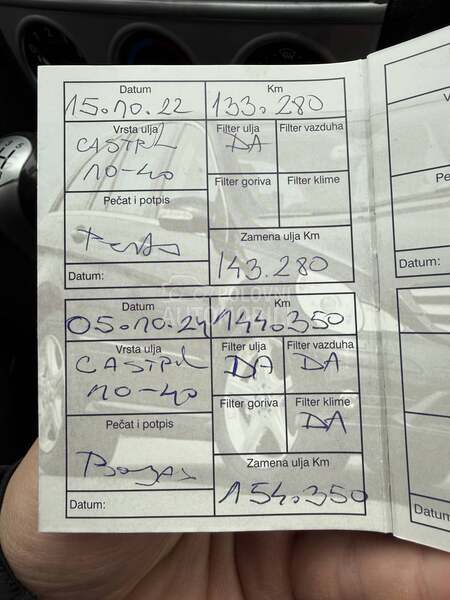 Datum Km
15.10.22 133.280
Vrsta ulja Filter ulja Filter vazduha
CASTROL DA
10-40
Filter goriva Filter klime
Pečat i potpis
Zamena ulja Km
Datum: 143.280
Datum Km
05.10.24 144.350
Vrsta ulja Filter ulja Filter vazduha
CASTROL DA DA
10-40
Filter goriva Filter klime
DA
Pečat i potpis
Zamena ulja Km
Datum: 154.350
Datum: